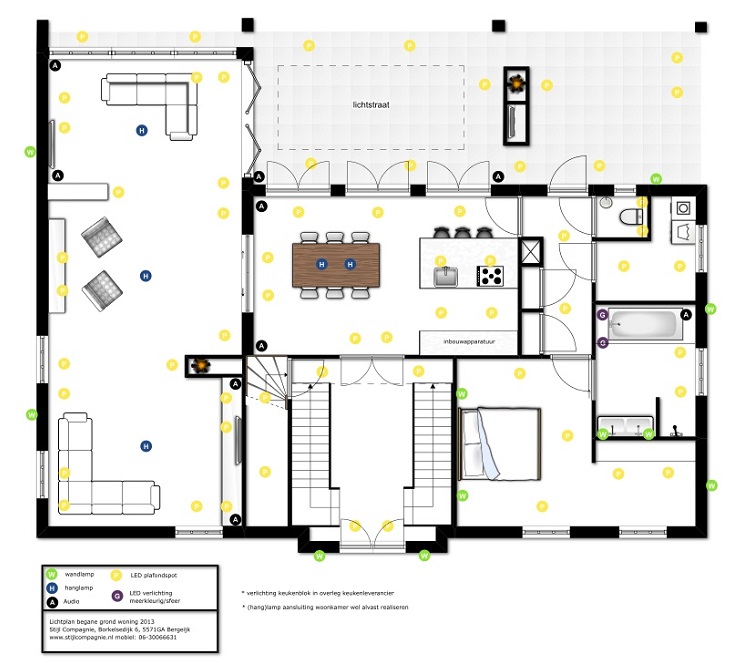 lichtstraat
inbouwapparatuur
W wandlamp
H hanglamp
A Audio
P LED plafondspot
G LED verlichting
meerkleurig/sfeer
Lichtplan begane grond woning 2013
Stijl Compagnie, Borkelsedijk 6, 5571GA Bergeijk
www.stijlcompagnie.nl mobiel: 06-30066631
* verlichting keukenblok in overleg keukenleverancier
* (hang)lamp aansluiting woonkamer wel alvast realiseren